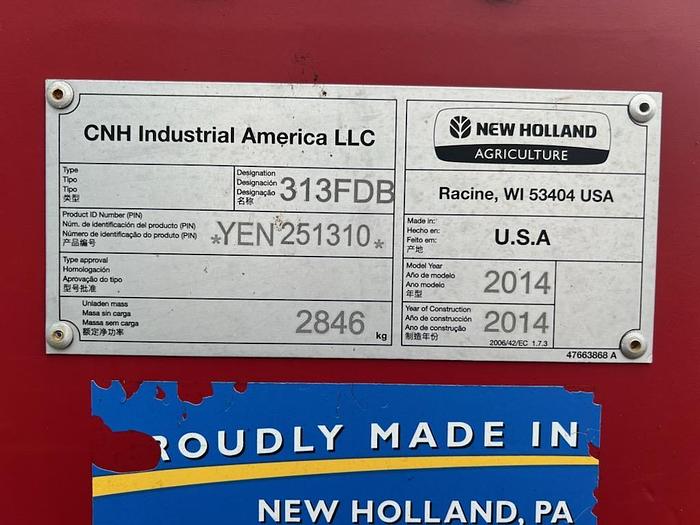 CNH Industrial America LLC
Type
Tipo
Tipo
类型
Designation
Designación
Designação
名称
313FDB
Product ID Number (PIN)
Núm. de identificación del producto (PIN)
Número de identificação do produto (PIN)
产品编号
*YEN251310*
Type approval
Homologación
Aprovação do tipo
型号批准
Unladen mass
Masa sin carga
Massa sem carga
额定净功率
2846 kg
NEW HOLLAND
AGRICULTURE
Racine, WI 53404 USA
Made in:
Hecho en:
Feito em:
产地
U.S.A
Model Year
Año de modelo
Ano modelo
年型
2014
Year of Construction
Año de construcción
Ano de construção
制造年份
2014
2006/42/EC 1.7.3
47663868 A
ROUDLY MADE IN
NEW HOLLAND, PA